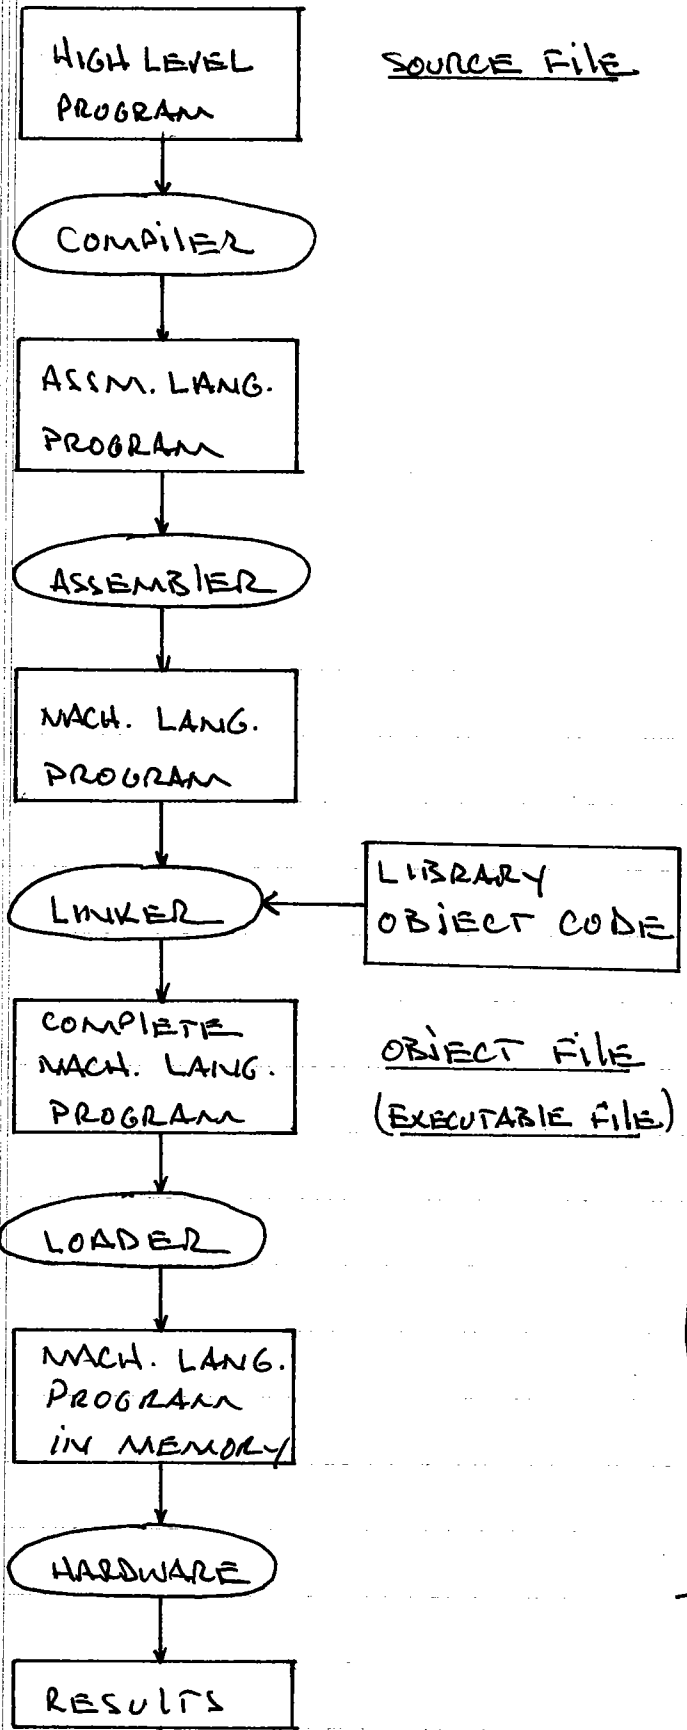 HIGH LEVEL
PROGRAM
SOURCE FILE
COMPILER
ASSM. LANG.
PROGRAM
ASSEMBLER
MACH. LANG.
PROGRAM
LINKER
LIBRARY
OBJECT CODE
COMPLETE
MACH. LANG.
PROGRAM
OBJECT FILE
(EXECUTABLE FILE)
LOADER
MACH. LANG.
PROGRAM
IN MEMORY
HARDWARE
RESULTS